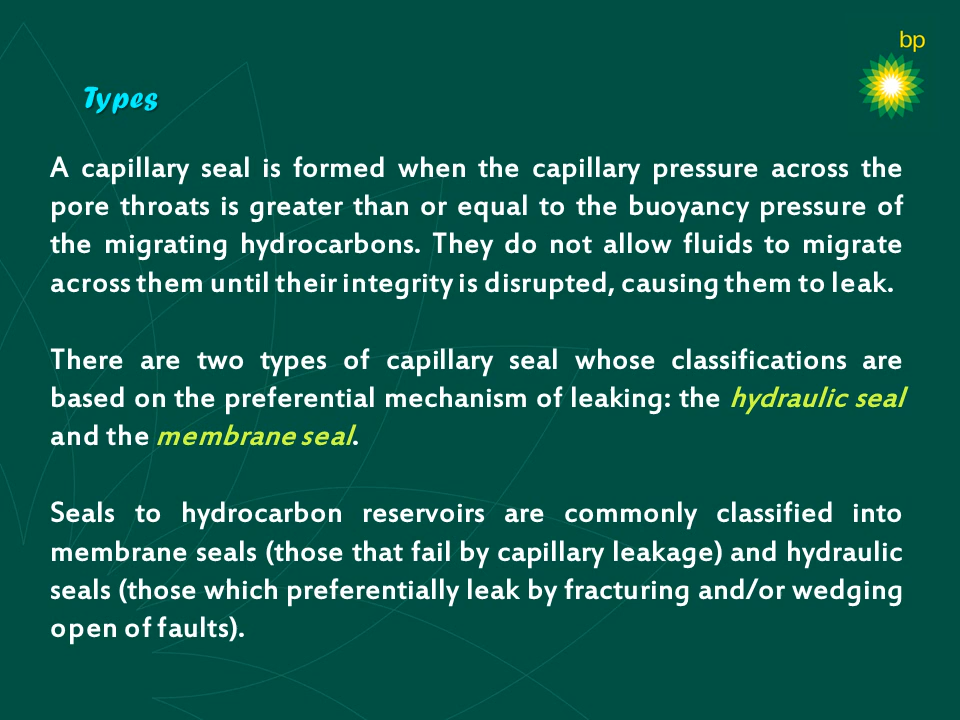 bp
Types
A capillary seal is formed when the capillary pressure across the
pore throats is greater than or equal to the buoyancy pressure of
the migrating hydrocarbons. They do not allow fluids to migrate
across them until their integrity is disrupted, causing them to leak.
There are two types of capillary seal whose classifications are
based on the preferential mechanism of leaking: the hydraulic seal
and the membrane seal.
Seals to hydrocarbon reservoirs are commonly classified into
membrane seals (those that fail by capillary leakage) and hydraulic
seals (those which preferentially leak by fracturing and/or wedging
open of faults).